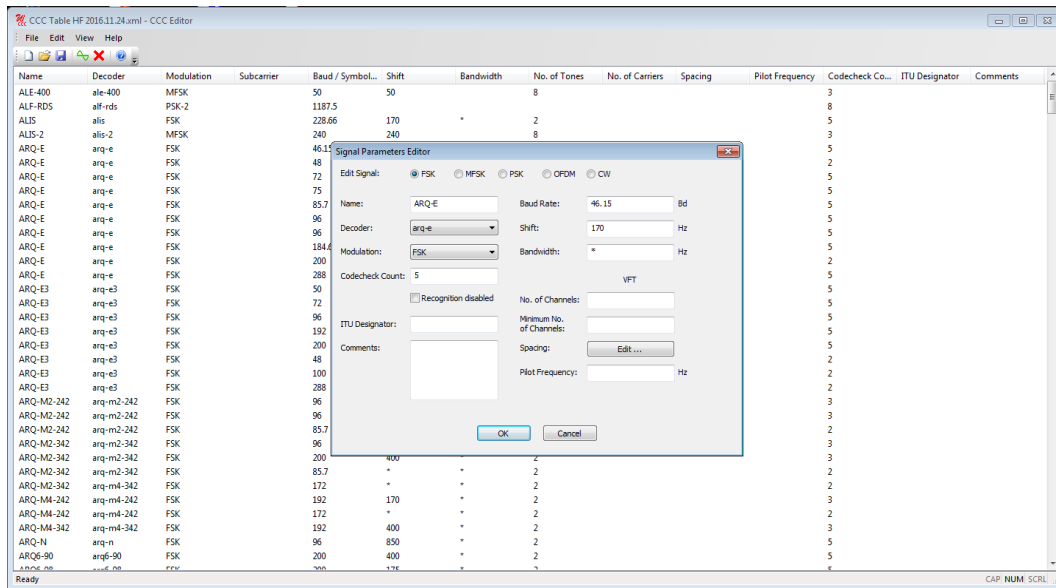 CCC Table HF 2016.11.24.xml - CCC Editor
File Edit View Help
Name Decoder Modulation Subcarrier Baud / Symbol... Shift Bandwidth No. of Tones No. of Carriers Spacing Pilot Frequency Codecheck Co... ITU Designator Comments
ALE-400 ale-400 MFSK 50 50 8 3
ALF-RDS alf-rds PSK-2 1187.5 8
ALIS alis FSK 228.66 170 * 2 5
ALIS-2 alis-2 MFSK 240 240 8 3
ARQ-E arq-e FSK 46.15 5
ARQ-E arq-e FSK 48 2
ARQ-E arq-e FSK 72 5
ARQ-E arq-e FSK 75 5
ARQ-E arq-e FSK 85.7 5
ARQ-E arq-e FSK 96 5
ARQ-E arq-e FSK 96 5
ARQ-E arq-e FSK 184.6 5
ARQ-E arq-e FSK 200 2
ARQ-E arq-e FSK 288 5
ARQ-E3 arq-e3 FSK 50 5
ARQ-E3 arq-e3 FSK 72 5
ARQ-E3 arq-e3 FSK 96 5
ARQ-E3 arq-e3 FSK 192 5
ARQ-E3 arq-e3 FSK 200 5
ARQ-E3 arq-e3 FSK 48 2
ARQ-E3 arq-e3 FSK 100 2
ARQ-E3 arq-e3 FSK 288 2
ARQ-M2-242 arq-m2-242 FSK 96 3
ARQ-M2-242 arq-m2-242 FSK 96 3
ARQ-M2-242 arq-m2-242 FSK 85.7 2
ARQ-M2-342 arq-m2-342 FSK 96 3
ARQ-M2-342 arq-m2-342 FSK 200 400 * 2 3
ARQ-M2-342 arq-m2-342 FSK 85.7 * * 2 2
ARQ-M2-342 arq-m4-342 FSK 172 * * 2 2
ARQ-M4-242 arq-m4-242 FSK 192 170 * 2 3
ARQ-M4-242 arq-m4-242 FSK 172 * * 2 2
ARQ-M4-342 arq-m4-342 FSK 192 400 * 2 3
ARQ-N arq-n FSK 96 850 * 2 5
ARQ6-90 arq6-90 FSK 200 400 * 2 5
ARQ6-98 arq6-98 FSK 200 175 * 2 5
Signal Parameters Editor
Edit Signal: FSK MFSK PSK OFDM CW
Name: ARQ-E Baud Rate: 46.15 Bd
Decoder: arq-e Shift: 170 Hz
Modulation: FSK Bandwidth: * Hz
Codecheck Count: 5 VFT
Recognition disabled No. of Channels:
ITU Designator: Minimum No.
of Channels:
Comments: Spacing: Edit ...
Pilot Frequency: Hz
OK Cancel
Ready CAP NUM SCRL